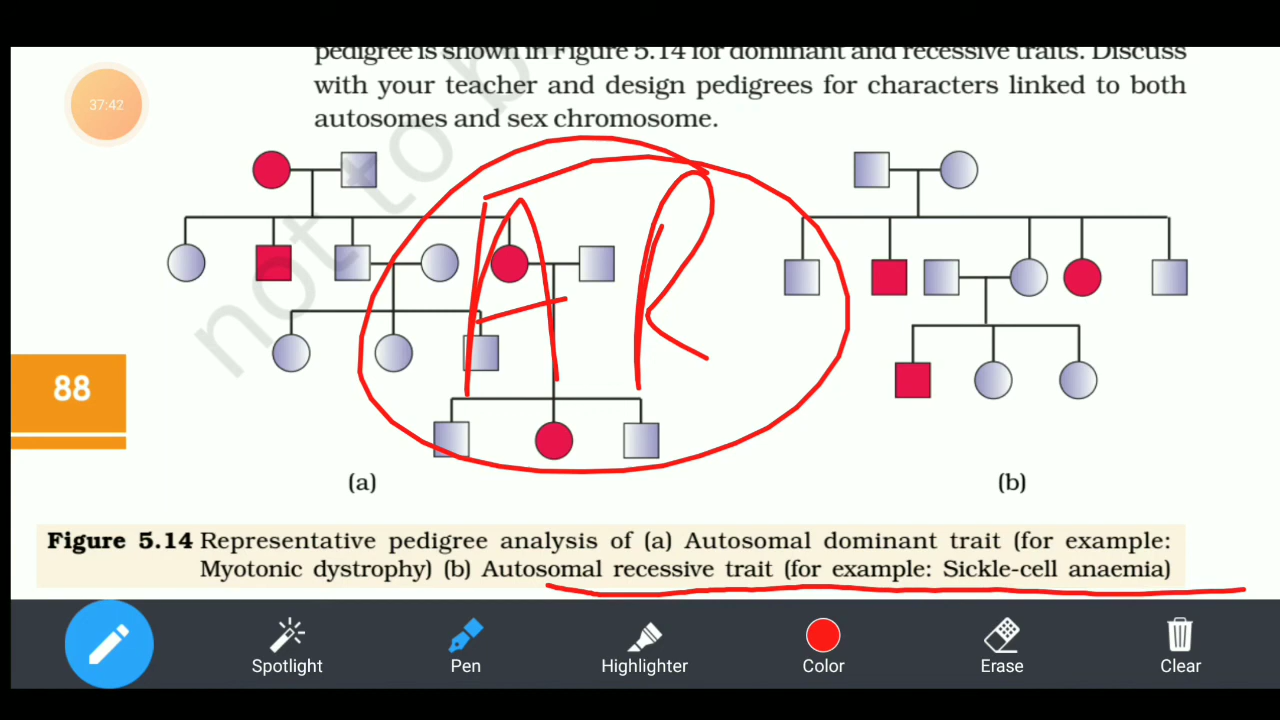 pedigree is shown in Figure 5.14 for dominant and recessive traits. Discuss
37:42
with your teacher and design pedigrees for characters linked to both
autosomes and sex chromosome.
not to b
AR
88
(a)
(b)
Figure 5.14 Representative pedigree analysis of (a) Autosomal dominant trait (for example:
Myotonic dystrophy) (b) Autosomal recessive trait (for example: Sickle-cell anaemia)
Spotlight
Pen
Highlighter
Color
Erase
Clear